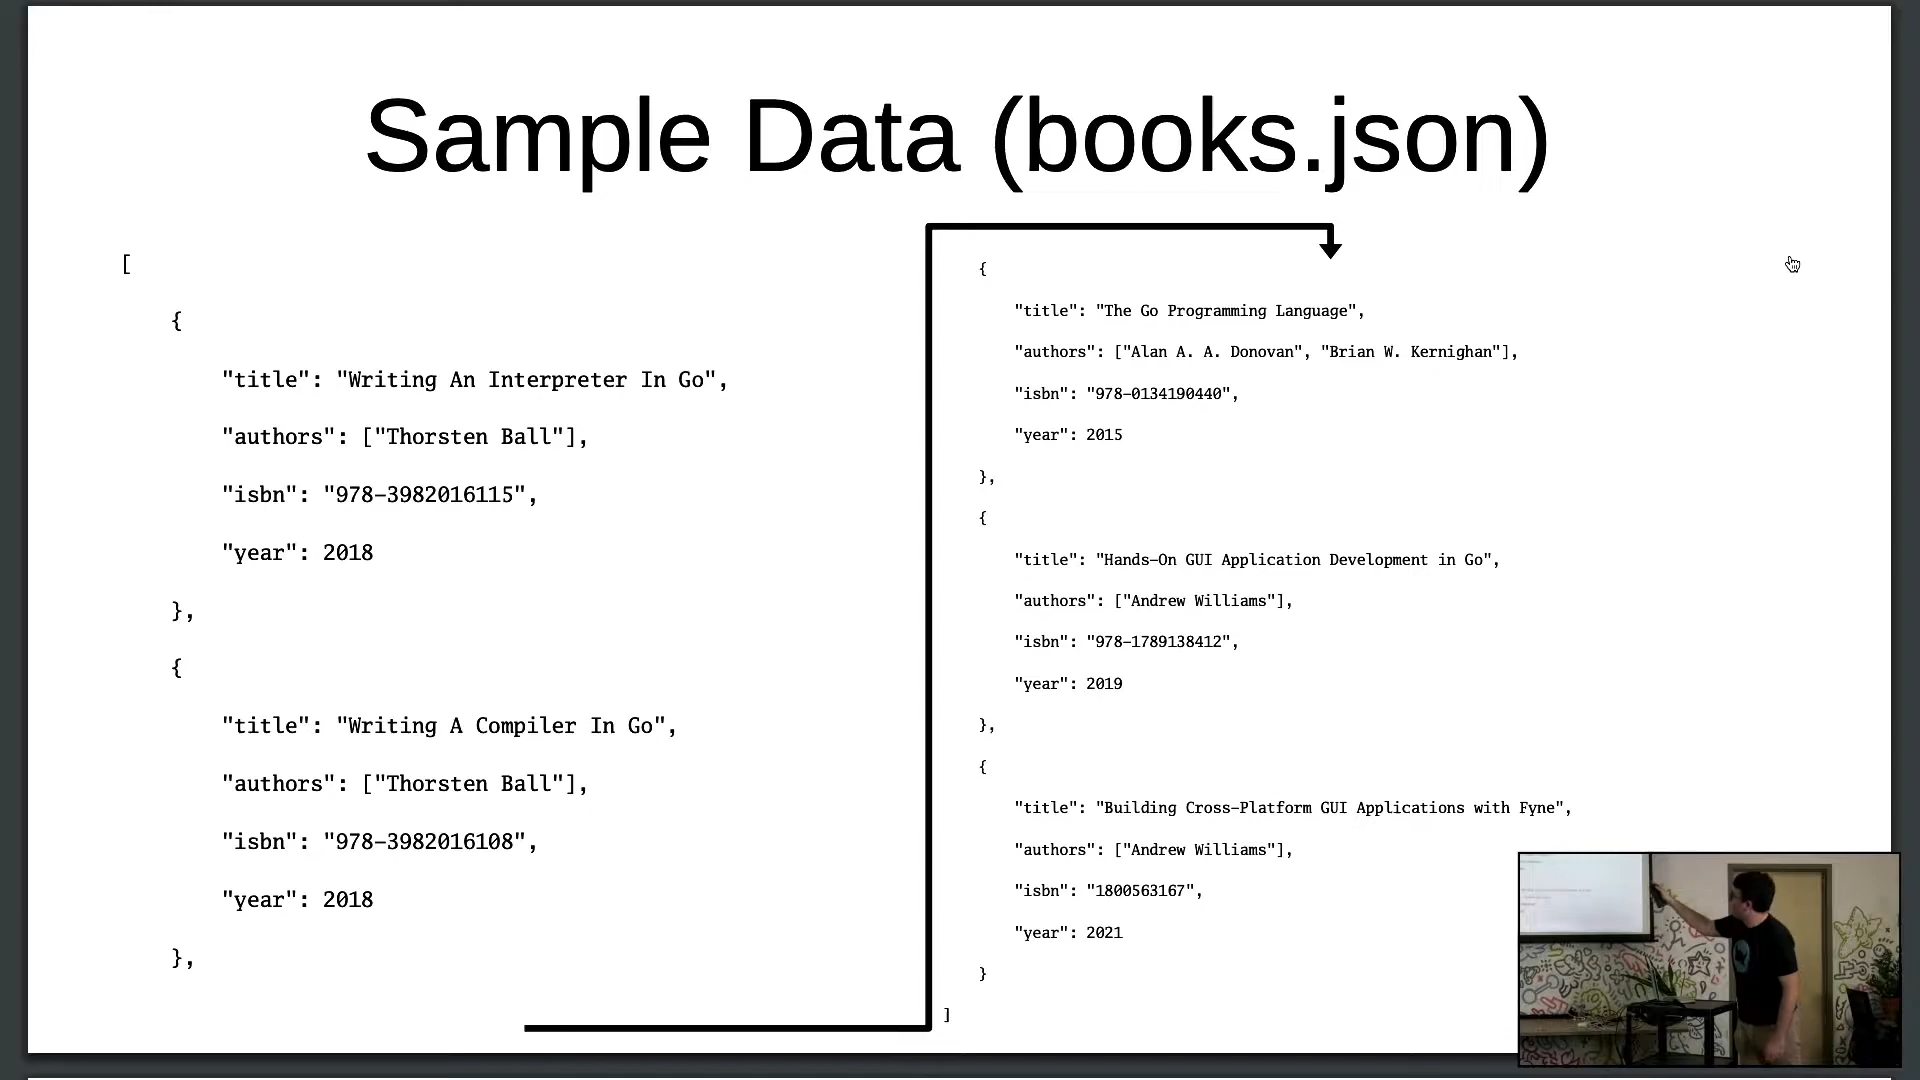 Sample Data (books.json)
[
{
"title": "Writing An Interpreter In Go",
"authors": ["Thorsten Ball"],
"isbn": "978-3982016115",
"year": 2018
},
{
"title": "Writing A Compiler In Go",
"authors": ["Thorsten Ball"],
"isbn": "978-3982016108",
"year": 2018
},
{
"title": "The Go Programming Language",
"authors": ["Alan A. A. Donovan", "Brian W. Kernighan"],
"isbn": "978-0134190440",
"year": 2015
},
{
"title": "Hands-On GUI Application Development in Go",
"authors": ["Andrew Williams"],
"isbn": "978-1789138412",
"year": 2019
},
{
"title": "Building Cross-Platform GUI Applications with Fyne",
"authors": ["Andrew Williams"],
"isbn": "1800563167",
"year": 2021
}
]